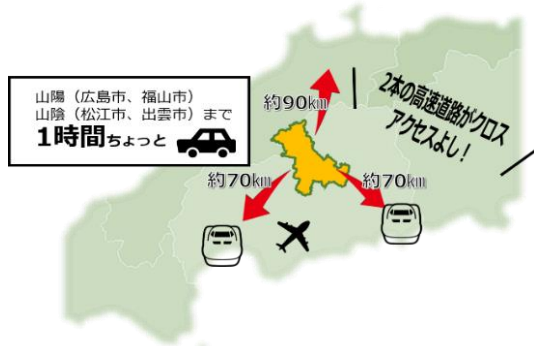 山陽（広島市、福山市）
山陰（松江市、出雲市）まで
1時間ちょっと
約90㎞
2本の高速道路がクロス
アクセスよし！
約70㎞
約70㎞